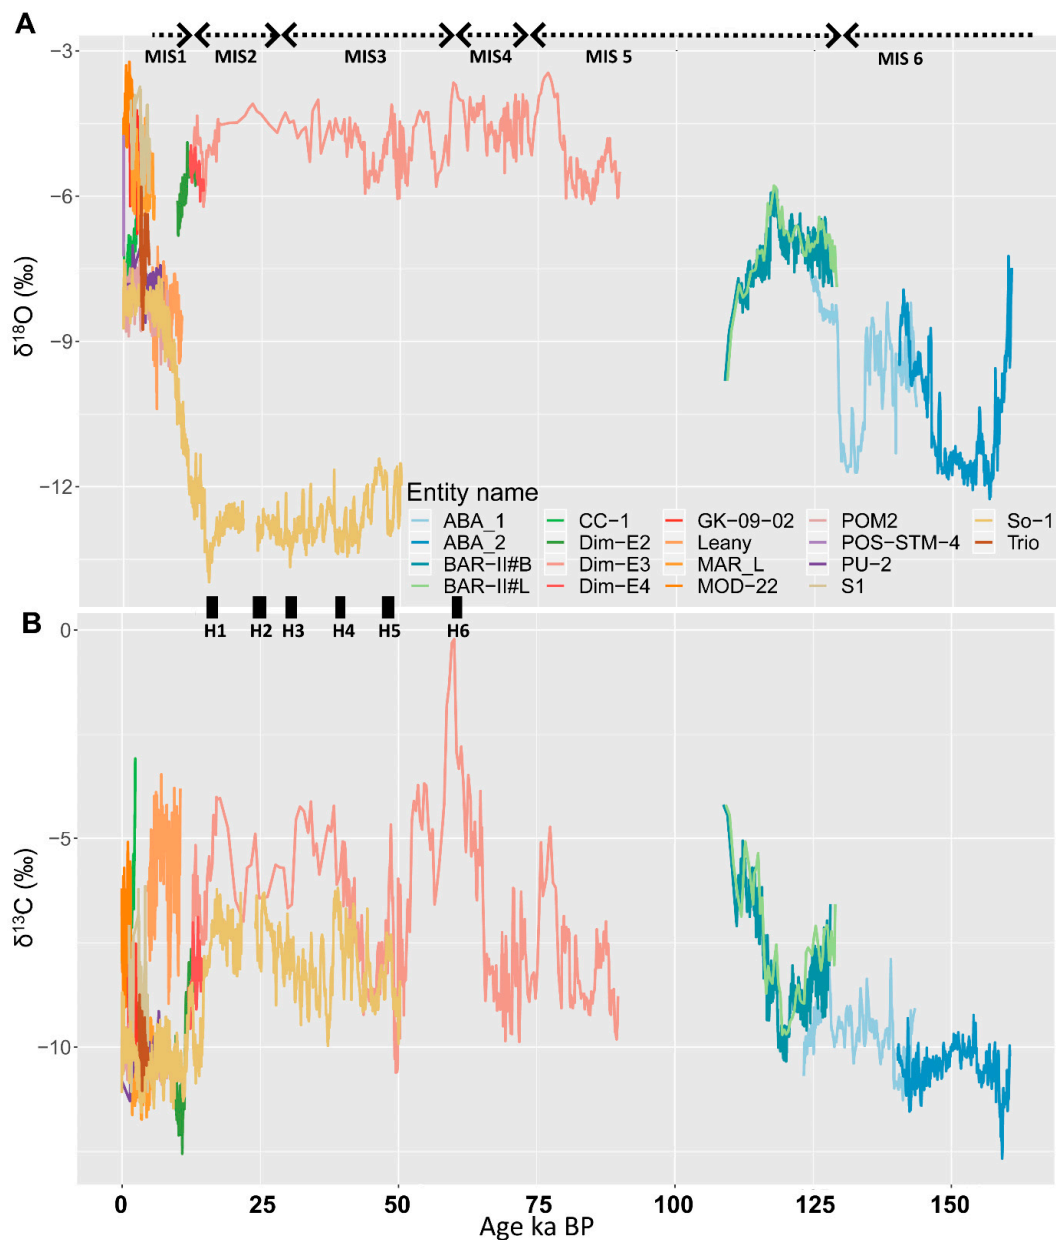 A
MIS1 MIS2 MIS3 MIS4 MIS 5 MIS 6
−3
−6
−9
−12
δ18O (‰)
Entity name
ABA_1 CC−1 GK−09−02 POM2 So−1
ABA_2 Dim−E2 Leany POS−STM−4 Trio
BAR−II#B Dim−E3 MAR_L PU−2
BAR−II#L Dim−E4 MOD−22 S1
B
H1 H2 H3 H4 H5 H6
0
−5
−10
δ13C (‰)
0 25 50 75 100 125 150
Age ka BP